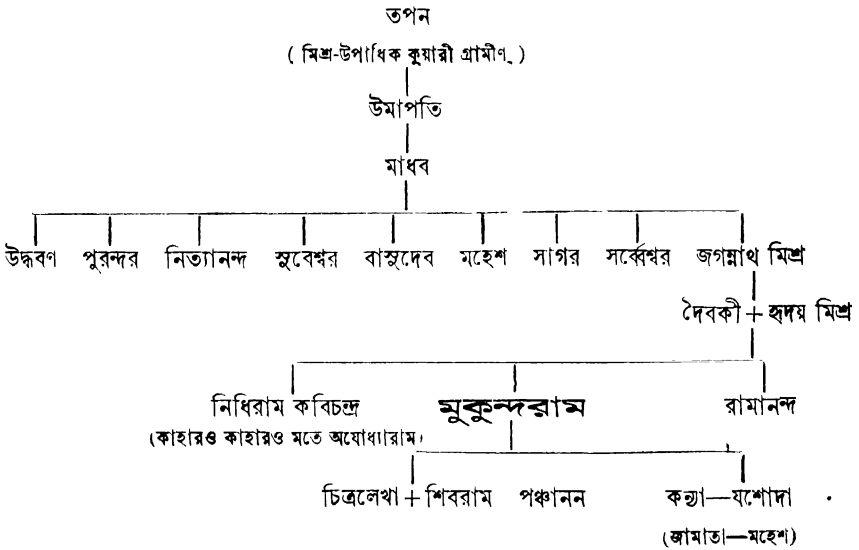 তপন
( মিশ্র-উপাধিক কুয়ারী গ্রামীণ্ )
উমাপতি
মাধব
উদ্ধবণ পুরন্দর নিত্যানন্দ সুবেশ্বর বাসুদেব মহেশ সাগর সর্ব্বেশ্বর জগন্নাথ মিশ্র
দৈবকী + হৃদয় মিশ্র
নিধিরাম কবিচন্দ্র মুকুন্দরাম রামানন্দ
(কাহারও কাহারও মতে অযোধ্যারাম)
চিত্রলেখা + শিবরাম পঞ্চানন কন্যা—যশোদা
(জামাতা—মহেশ)